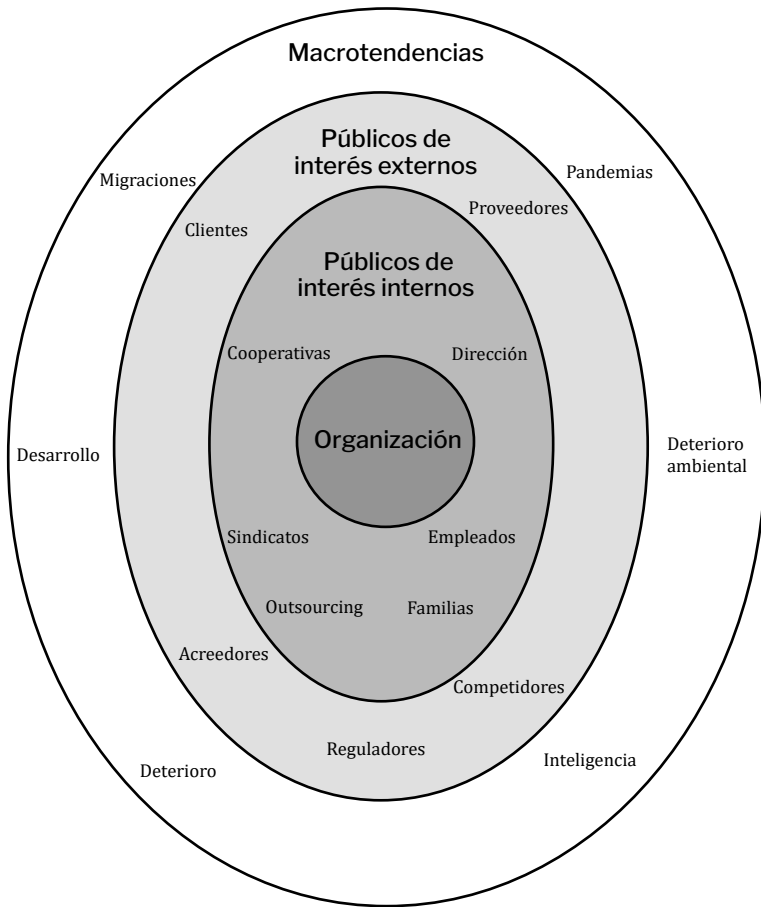 Macrotendencias
Públicos de
interés externos
Pandemias
Migraciones
Proveedores
Clientes
Públicos de
interés internos
Cooperativas
Dirección
Organización
Desarrollo
Deterioro
ambiental
Sindicatos
Empleados
Outsourcing
Familias
Acreedores
Competidores
Reguladores
Inteligencia
Deterioro